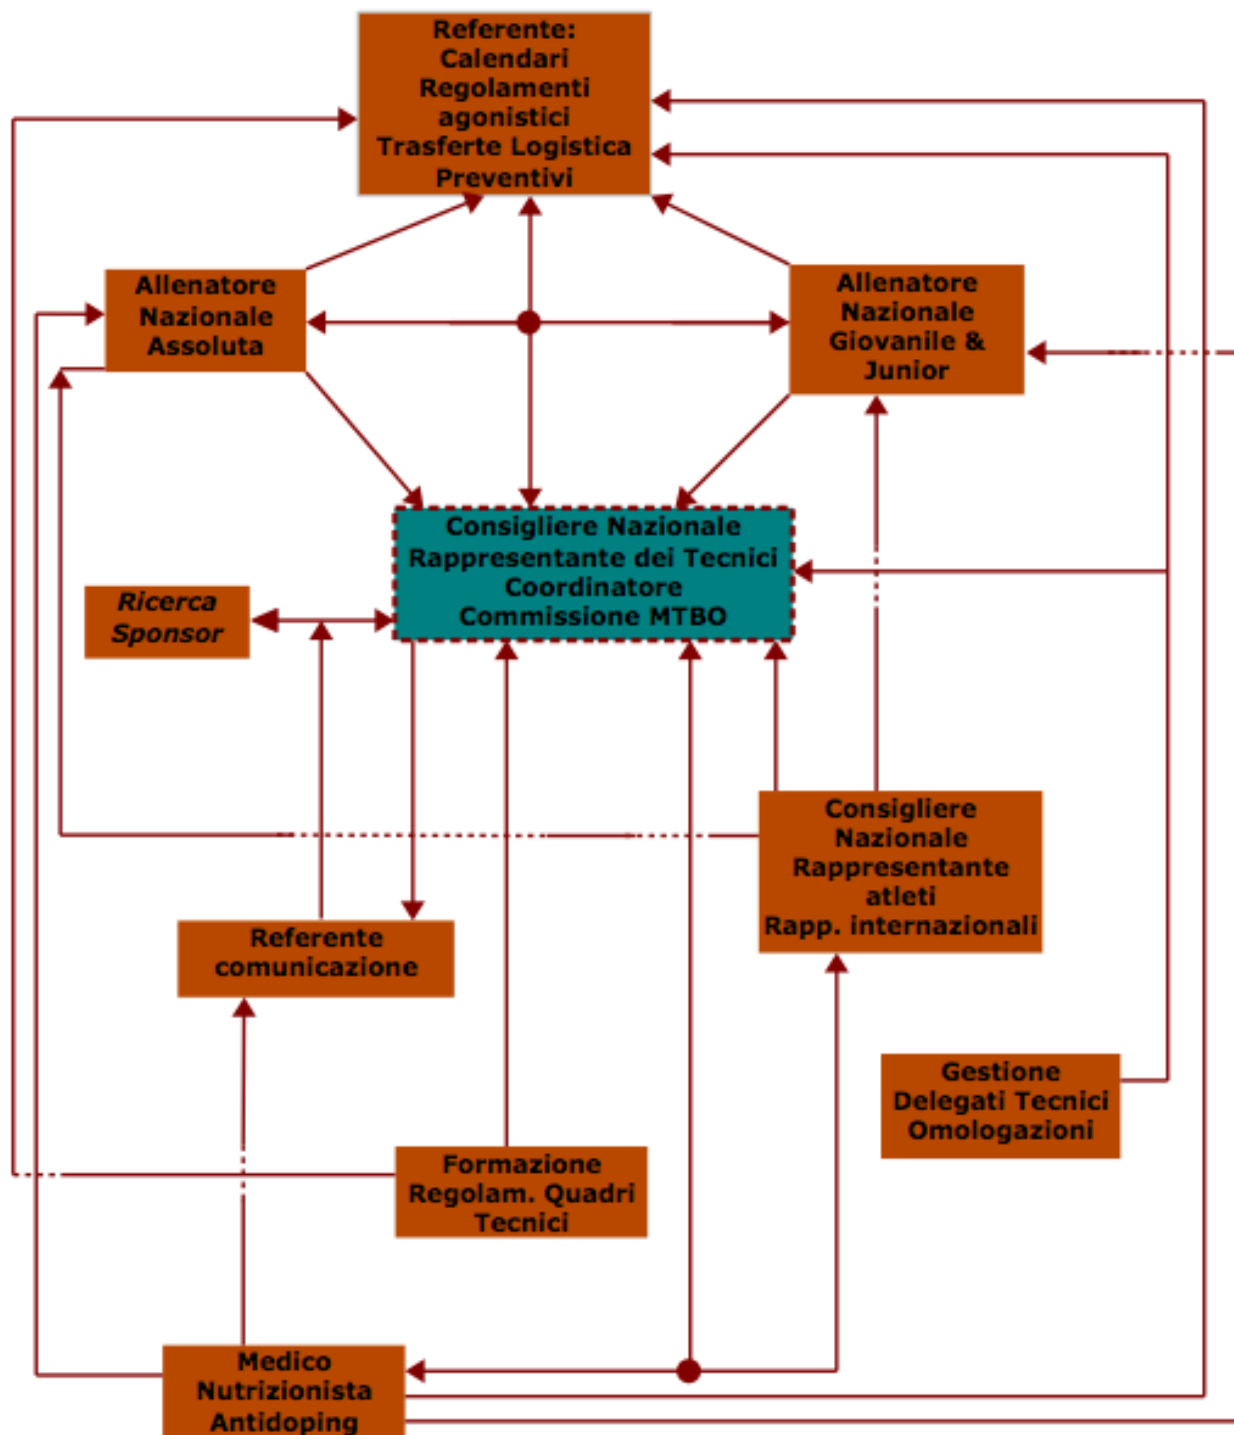 Referente:
Calendari
Regolamenti
agonistici
Trasferte Logistica
Preventivi
Allenatore
Nazionale
Assoluta
Allenatore
Nazionale
Giovanile &
Junior
Consigliere Nazionale
Rappresentante dei Tecnici
Coordinatore
Commissione MTBO
Ricerca
Sponsor
Consigliere
Nazionale
Rappresentante
atleti
Rapp. internazionali
Referente
comunicazione
Gestione
Delegati Tecnici
Omologazioni
Formazione
Regolam. Quadri
Tecnici
Medico
Nutrizionista
Antidoping